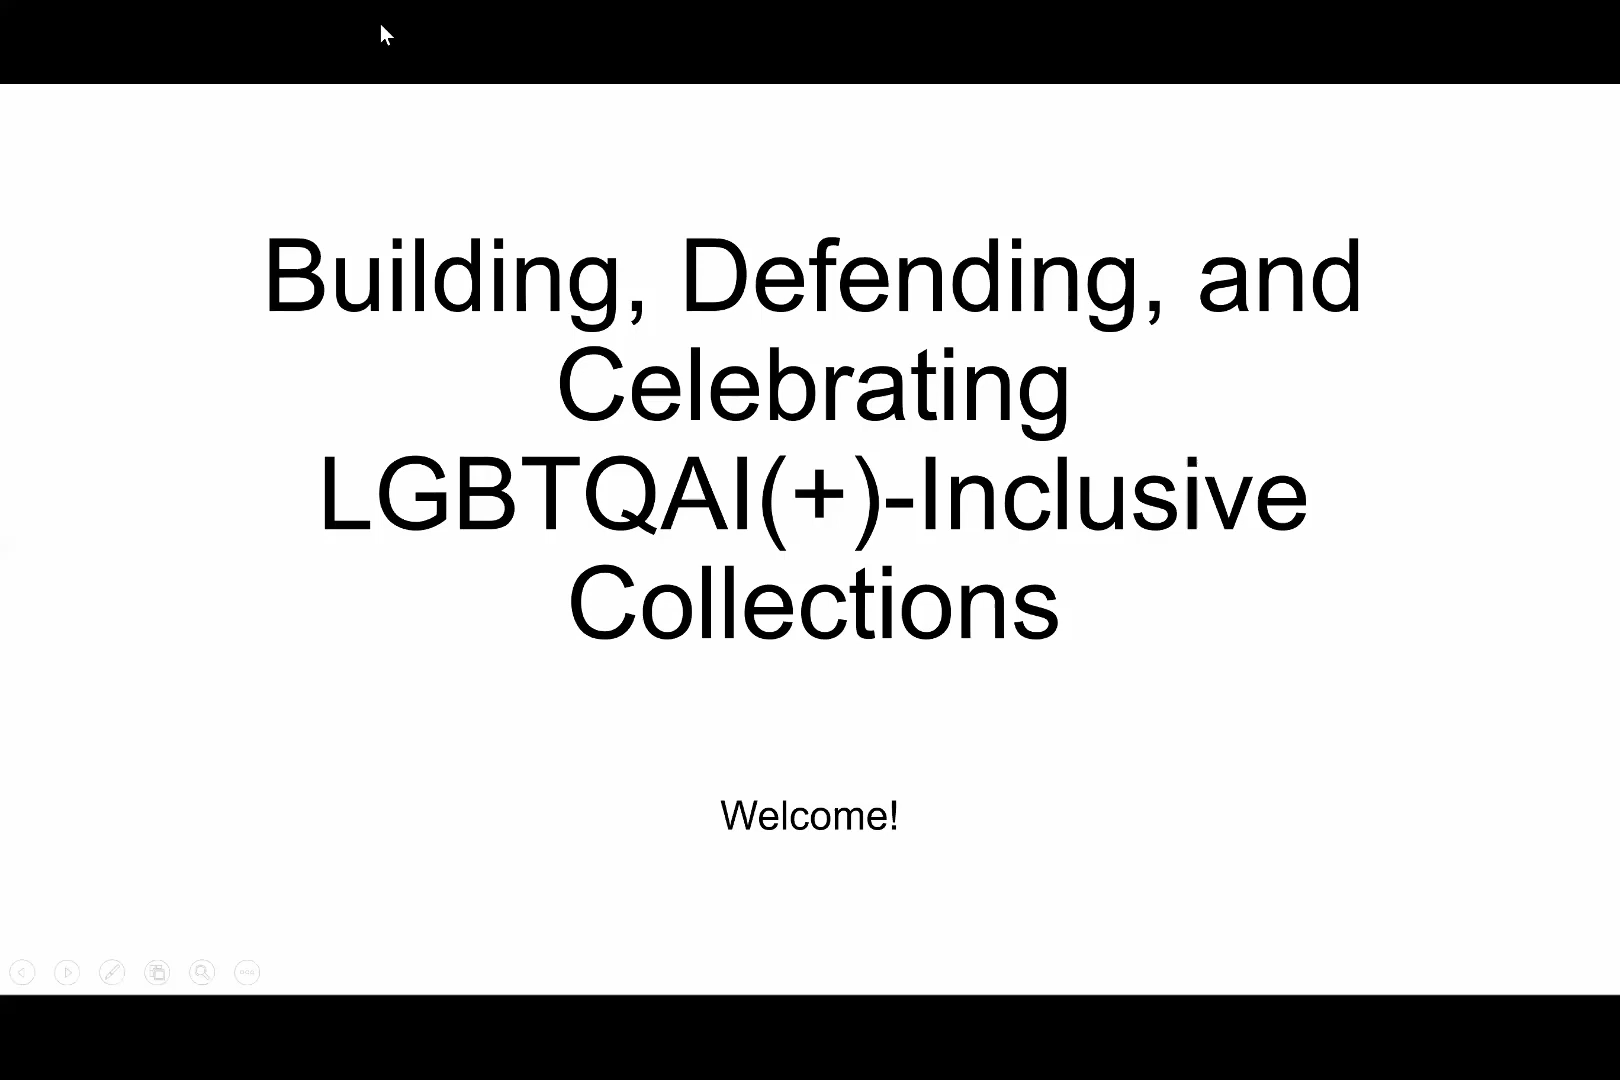 Building, Defending, and
Celebrating
LGBTQAI(+)-Inclusive
Collections
Welcome!